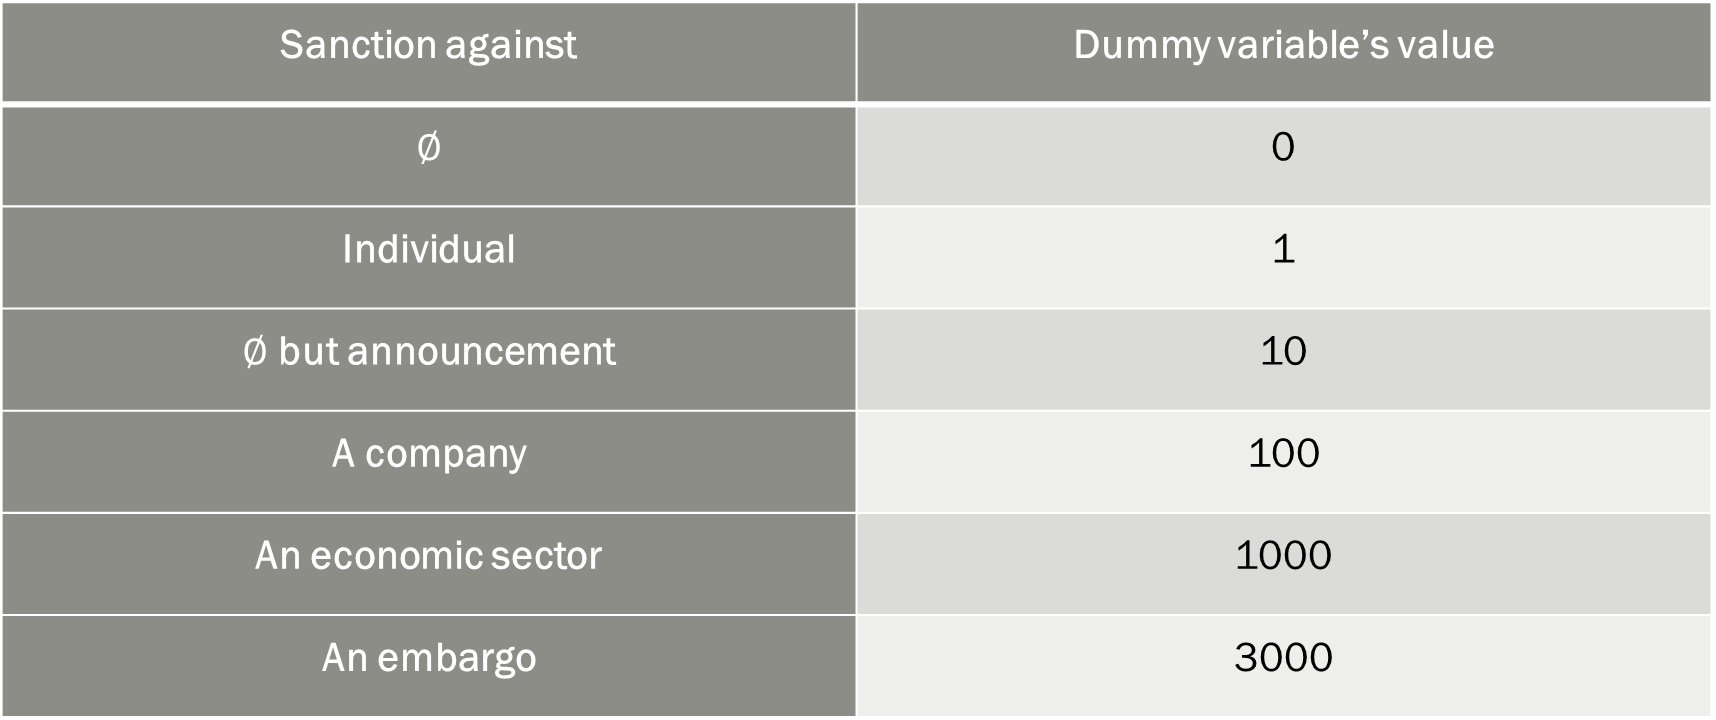 Sanction against Dummy variable’s value
Ø 0
Individual 1
Ø but announcement 10
A company 100
An economic sector 1000
An embargo 3000